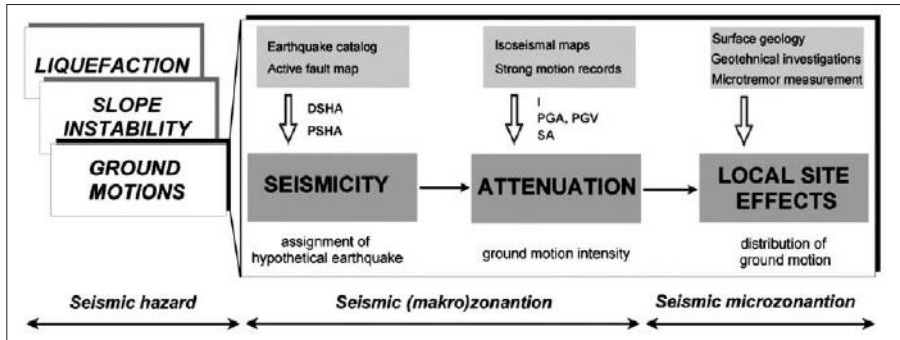 LIQUEFACTION
SLOPE
INSTABILITY
GROUND
MOTIONS
Earthquake catalog
Active fault map
DSHA
PSHA
SEISMICITY
assignment of
hypothetical earthquake
Isoseismal maps
Strong motion records
I
PGA, PGV
SA
ATTENUATION
ground motion intensity
Surface geology
Geotehnical investigations
Microtremor measurement
LOCAL SITE
EFFECTS
distribution of
ground motion
Seismic hazard
Seismic (makro)zonantion
Seismic microzonantion